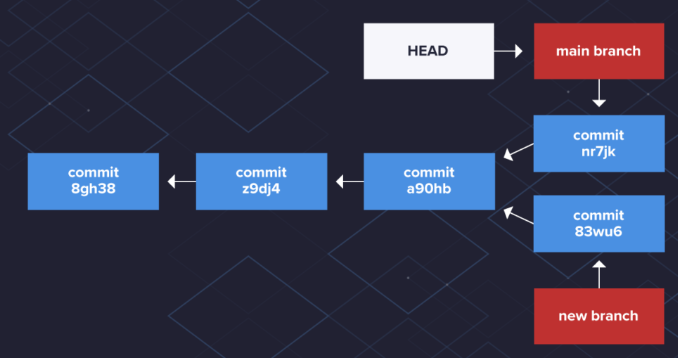 HEAD
main branch
commit
nr7jk
commit
8gh38
commit
z9dj4
commit
a90hb
commit
83wu6
new branch